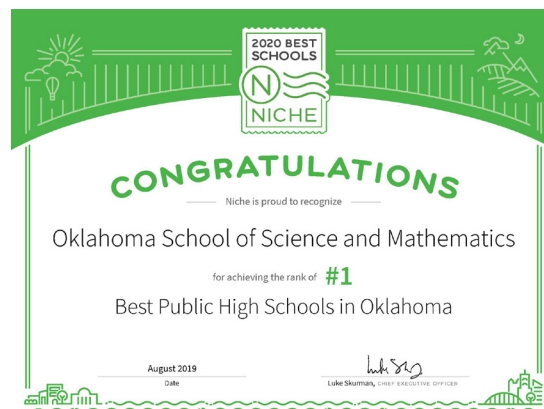 2020 BEST
SCHOOLS
N
NICHE
CONGRATULATIONS
Niche is proud to recognize
Oklahoma School of Science and Mathematics
for achieving the rank of #1
Best Public High Schools in Oklahoma
August 2019
Date
Luke Skurman, CHIEF EXECUTIVE OFFICER